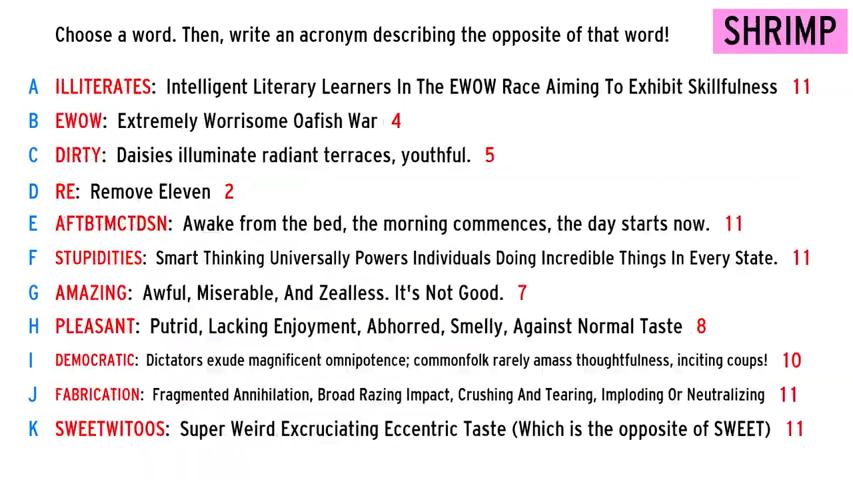 Choose a word. Then, write an acronym describing the opposite of that word!
SHRIMP
A ILLITERATES: Intelligent Literary Learners In The EWOW Race Aiming To Exhibit Skillfulness 11
B EWOW: Extremely Worrisome Oafish War 4
C DIRTY: Daisies illuminate radiant terraces, youthful. 5
D RE: Remove Eleven 2
E AFTBTMCTDSN: Awake from the bed, the morning commences, the day starts now. 11
F STUPIDITIES: Smart Thinking Universally Powers Individuals Doing Incredible Things In Every State. 11
G AMAZING: Awful, Miserable, And Zealless. It's Not Good. 7
H PLEASANT: Putrid, Lacking Enjoyment, Abhorred, Smelly, Against Normal Taste 8
I DEMOCRATIC: Dictators exude magnificent omnipotence; commonfolk rarely amass thoughtfulness, inciting coups! 10
J FABRICATION: Fragmented Annihilation, Broad Razing Impact, Crushing And Tearing, Imploding Or Neutralizing 11
K SWEETWITOOS: Super Weird Excruciating Eccentric Taste (Which is the opposite of SWEET) 11